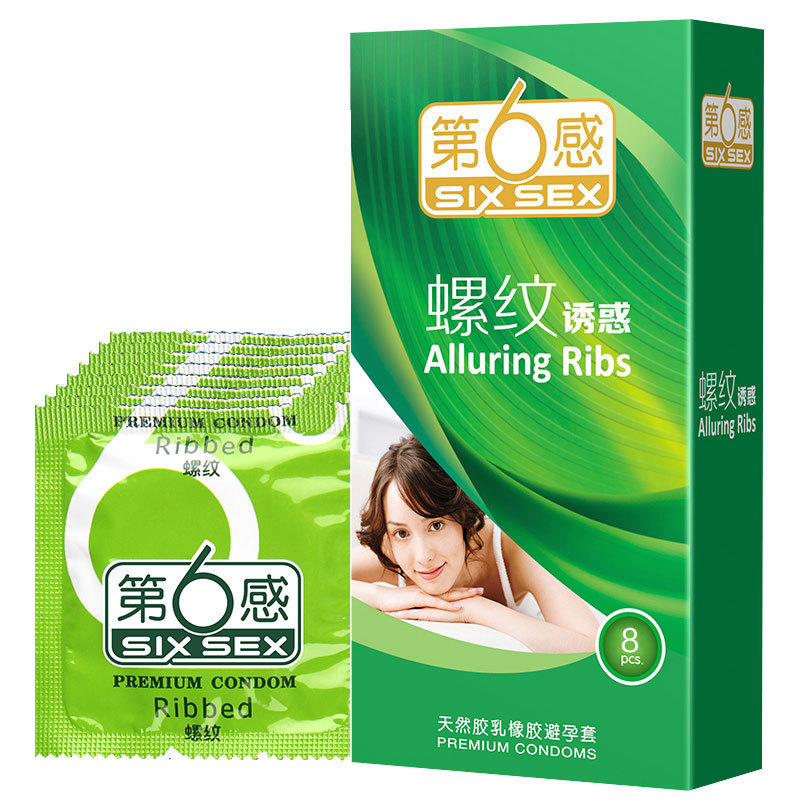 第6感
SIX SEX
螺纹诱惑
Alluring Ribs
8
pcs.
天然胶乳橡胶避孕套
PREMIUM CONDOMS
第6感
SIX SEX
螺纹诱惑
Alluring Ribs
PREMIUM CONDOM
Ribbed
螺纹
第6感
SIX SEX
PREMIUM CONDOM
Ribbed
螺纹